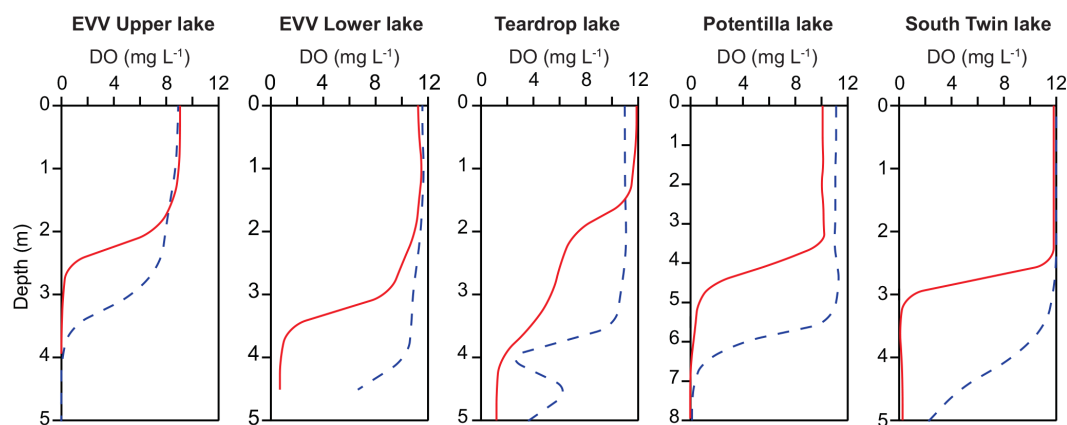 EVV Upper lake
DO (mg L⁻¹)
0 4 8 12
0
1
2
3
4
5
Depth (m)
EVV Lower lake
DO (mg L⁻¹)
0 4 8 12
0
1
2
3
4
5
Teardrop lake
DO (mg L⁻¹)
0 4 8 12
0
1
2
3
4
5
Potentilla lake
DO (mg L⁻¹)
0 4 8 12
0
1
2
3
4
5
6
7
8
South Twin lake
DO (mg L⁻¹)
0 4 8 12
0
1
2
3
4
5